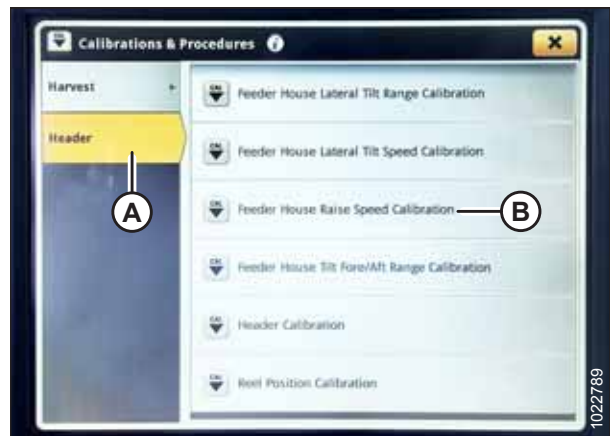 Calibrations & Procedures
Harvest
Header
Feeder House Lateral Tilt Range Calibration
Feeder House Lateral Tilt Speed Calibration
Feeder House Raise Speed Calibration
Feeder House Tilt Fore/Aft Range Calibration
Header Calibration
Reel Position Calibration
A
B
1022789